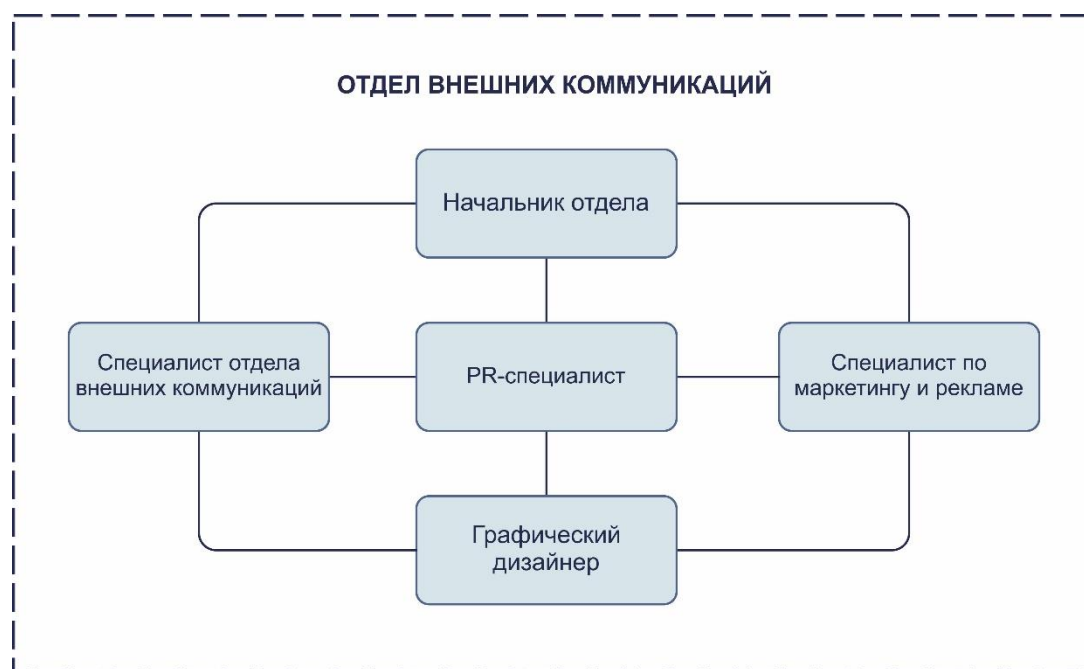 ОТДЕЛ ВНЕШНИХ КОММУНИКАЦИЙ
Начальник отдела
Специалист отдела
внешних коммуникаций
PR-специалист
Специалист по
маркетингу и рекламе
Графический
дизайнер